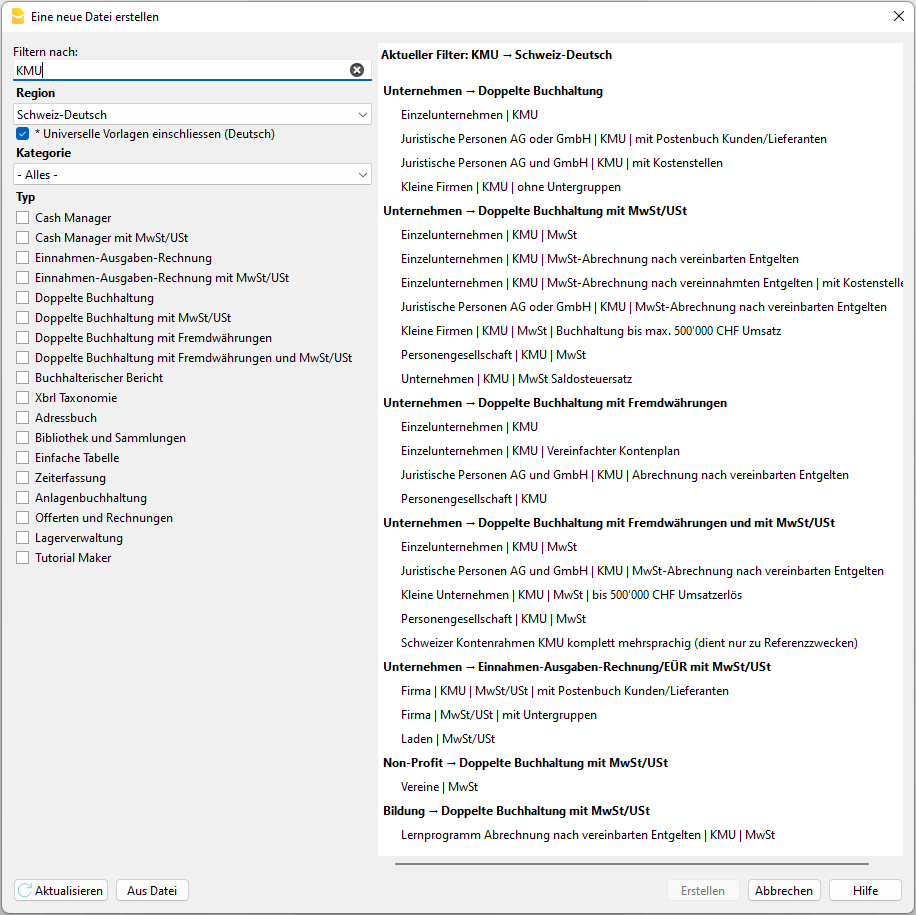 Eine neue Datei erstellen
Filtern nach:
KMU
Region
Schweiz-Deutsch
* Universelle Vorlagen einschliessen (Deutsch)
Kategorie
- Alles -
Typ
Cash Manager
Cash Manager mit MwSt/USt
Einnahmen-Ausgaben-Rechnung
Einnahmen-Ausgaben-Rechnung mit MwSt/USt
Doppelte Buchhaltung
Doppelte Buchhaltung mit MwSt/USt
Doppelte Buchhaltung mit Fremdwährungen
Doppelte Buchhaltung mit Fremdwährungen und MwSt/USt
Buchhalterischer Bericht
Xbrl Taxonomie
Adressbuch
Bibliothek und Sammlungen
Einfache Tabelle
Zeiterfassung
Anlagenbuchhaltung
Offerten und Rechnungen
Lagerverwaltung
Tutorial Maker
Aktueller Filter: KMU → Schweiz-Deutsch
Unternehmen → Doppelte Buchhaltung
Einzelunternehmen | KMU
Juristische Personen AG oder GmbH | KMU | mit Postenbuch Kunden/Lieferanten
Juristische Personen AG und GmbH | KMU | mit Kostenstellen
Kleine Firmen | KMU | ohne Untergruppen
Unternehmen → Doppelte Buchhaltung mit MwSt/USt
Einzelunternehmen | KMU | MwSt
Einzelunternehmen | KMU | MwSt-Abrechnung nach vereinbarten Entgelten
Einzelunternehmen | KMU | MwSt-Abrechnung nach vereinnahmten Entgelten | mit Kostenstelle
Juristische Personen AG oder GmbH | KMU | MwSt-Abrechnung nach vereinbarten Entgelten
Kleine Firmen | KMU | MwSt | Buchhaltung bis max. 500'000 CHF Umsatz
Personengesellschaft | KMU | MwSt
Unternehmen | KMU | MwSt Saldosteuersatz
Unternehmen → Doppelte Buchhaltung mit Fremdwährungen
Einzelunternehmen | KMU
Einzelunternehmen | KMU | Vereinfachter Kontenplan
Juristische Personen AG und GmbH | KMU | Abrechnung nach vereinbarten Entgelten
Personengesellschaft | KMU
Unternehmen → Doppelte Buchhaltung mit Fremdwährungen und mit MwSt/USt
Einzelunternehmen | KMU | MwSt
Juristische Personen AG und GmbH | KMU | MwSt-Abrechnung nach vereinbarten Entgelten
Kleine Unternehmen | KMU | MwSt | bis 500'000 CHF Umsatzerlös
Personengesellschaft | KMU | MwSt
Schweizer Kontenrahmen KMU komplett mehrsprachig (dient nur zu Referenzzwecken)
Unternehmen → Einnahmen-Ausgaben-Rechnung/EÜR mit MwSt/USt
Firma | KMU | MwSt/USt | mit Postenbuch Kunden/Lieferanten
Firma | MwSt/USt | mit Untergruppen
Laden | MwSt/USt
Non-Profit → Doppelte Buchhaltung mit MwSt/USt
Vereine | MwSt
Bildung → Doppelte Buchhaltung mit MwSt/USt
Lernprogramm Abrechnung nach vereinbarten Entgelten | KMU | MwSt
Aktualisieren
Aus Datei
Erstellen
Abbrechen
Hilfe